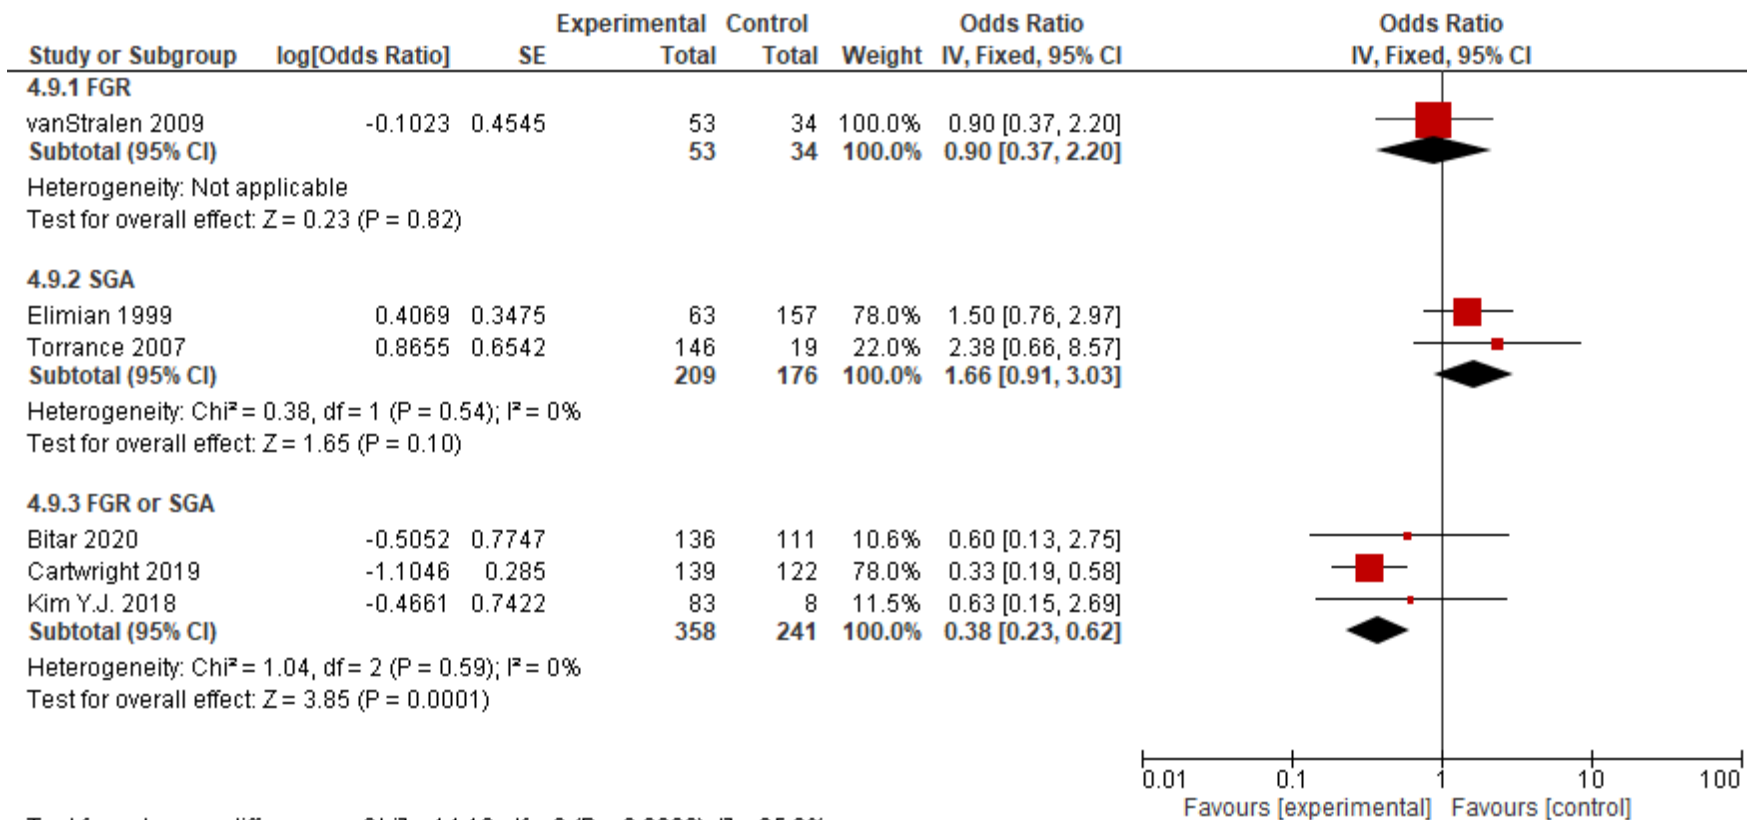 Experimental Control Odds Ratio Odds Ratio
Study or Subgroup log[Odds Ratio] SE Total Total Weight IV, Fixed, 95% CI IV, Fixed, 95% CI
4.9.1 FGR
vanStralen 2009 -0.1023 0.4545 53 34 100.0% 0.90 [0.37, 2.20]
Subtotal (95% CI) 53 34 100.0% 0.90 [0.37, 2.20]
Heterogeneity: Not applicable
Test for overall effect: Z = 0.23 (P = 0.82)
4.9.2 SGA
Elimian 1999 0.4069 0.3475 63 157 78.0% 1.50 [0.76, 2.97]
Torrance 2007 0.8655 0.6542 146 19 22.0% 2.38 [0.66, 8.57]
Subtotal (95% CI) 209 176 100.0% 1.66 [0.91, 3.03]
Heterogeneity: Chi² = 0.38, df = 1 (P = 0.54); I² = 0%
Test for overall effect: Z = 1.65 (P = 0.10)
4.9.3 FGR or SGA
Bitar 2020 -0.5052 0.7747 136 111 10.6% 0.60 [0.13, 2.75]
Cartwright 2019 -1.1046 0.285 139 122 78.0% 0.33 [0.19, 0.58]
Kim Y.J. 2018 -0.4661 0.7422 83 8 11.5% 0.63 [0.15, 2.69]
Subtotal (95% CI) 358 241 100.0% 0.38 [0.23, 0.62]
Heterogeneity: Chi² = 1.04, df = 2 (P = 0.59); I² = 0%
Test for overall effect: Z = 3.85 (P = 0.0001)
0.01 0.1 1 10 100
Favours [experimental] Favours [control]